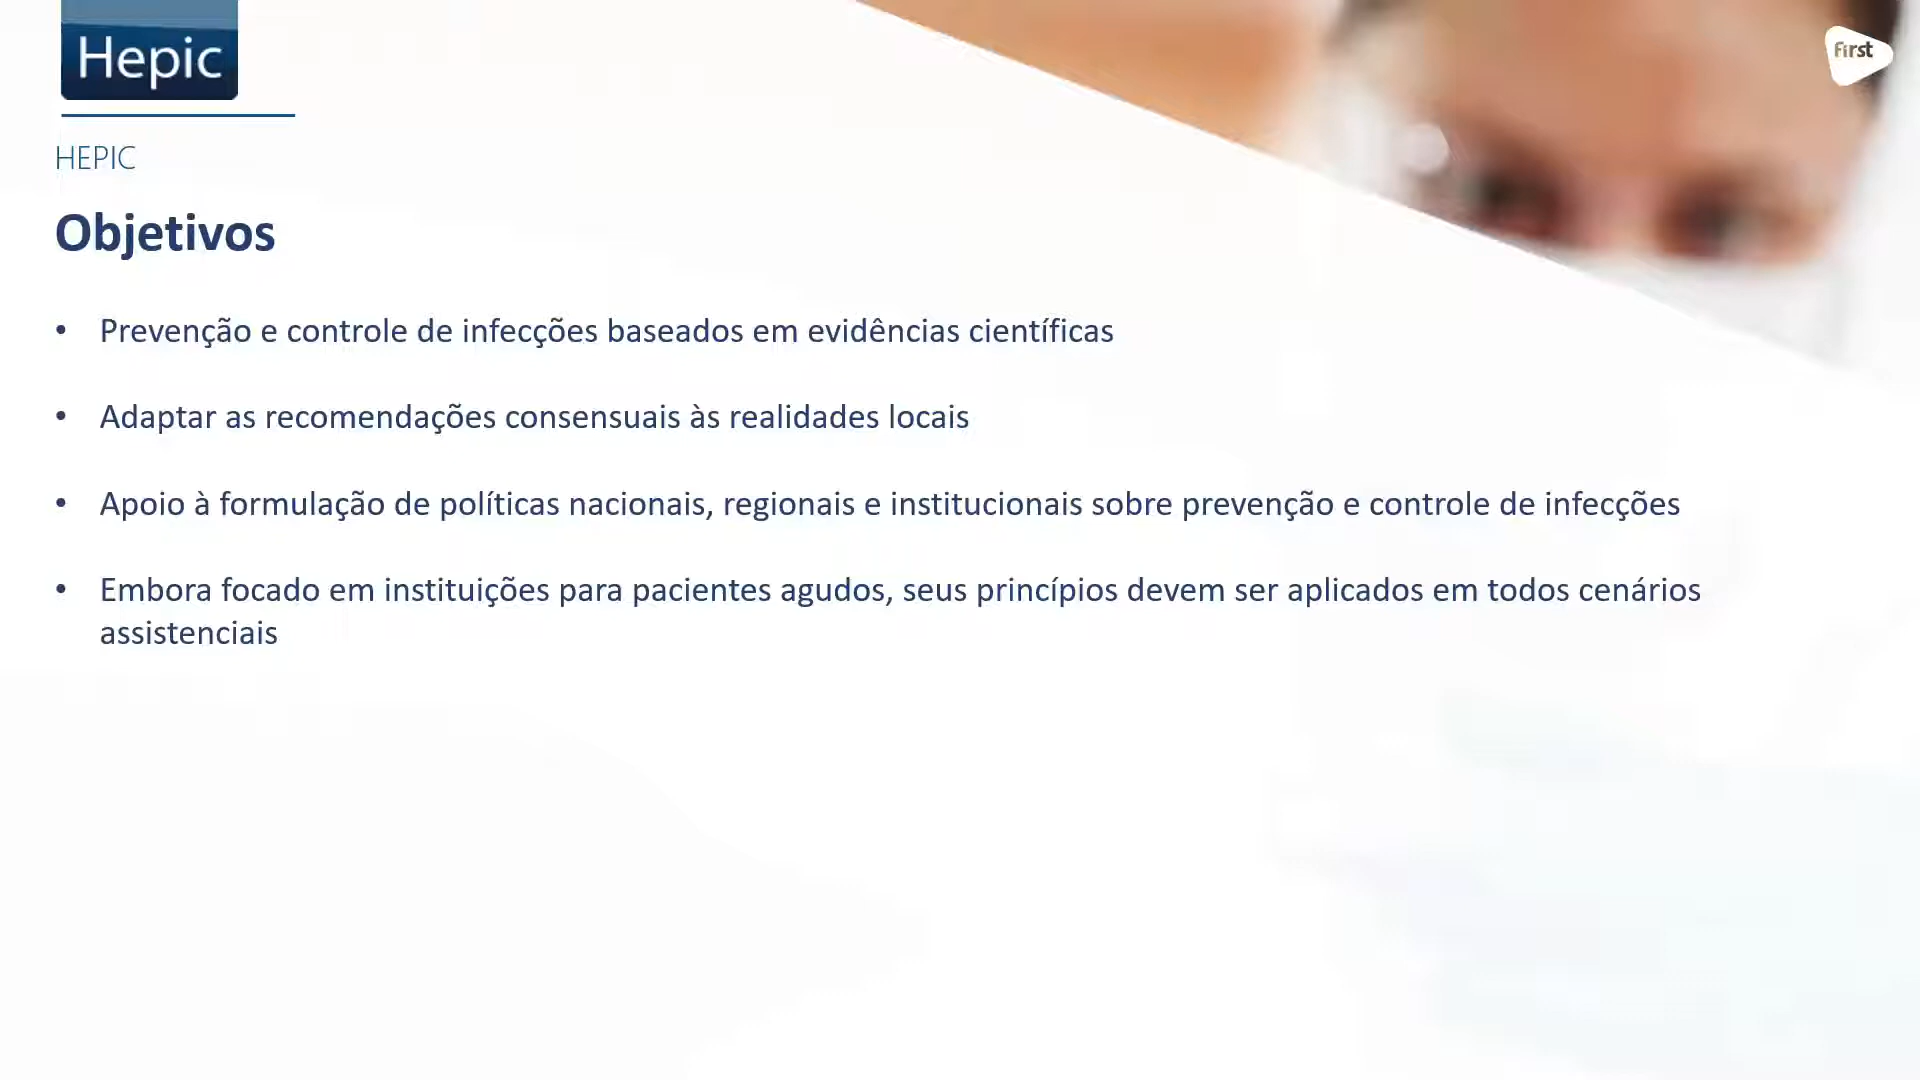 Hepic
First
HEPIC
Objetivos
• Prevenção e controle de infecções baseados em evidências científicas
• Adaptar as recomendações consensuais às realidades locais
• Apoio à formulação de políticas nacionais, regionais e institucionais sobre prevenção e controle de infecções
• Embora focado em instituições para pacientes agudos, seus princípios devem ser aplicados em todos cenários
assistenciais